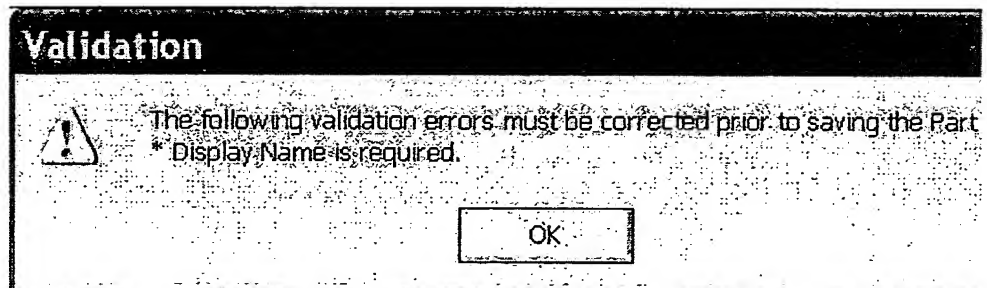 Validation
The following validation errors must be corrected prior to saving the Part
* Display Name is required.
OK